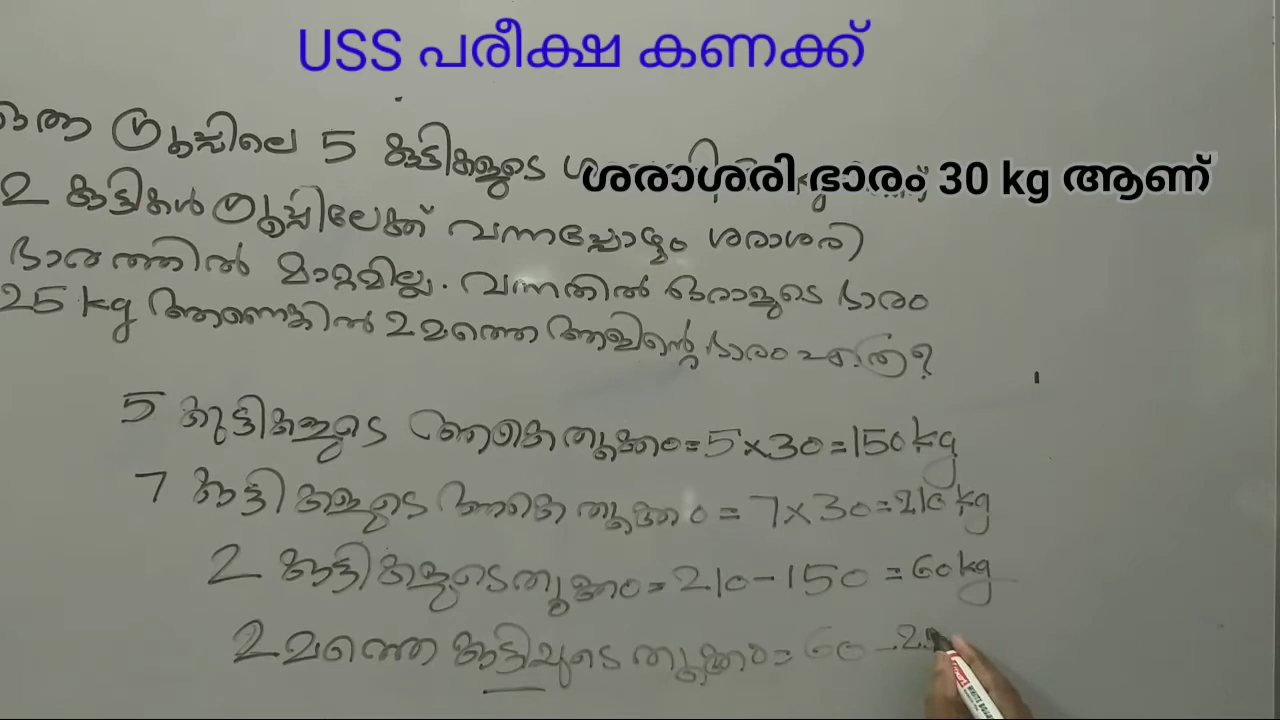 USS പരീക്ഷ കണക്ക്
ഒരു ഗ്രൂപ്പിലെ 5 കുട്ടികളുടെ
ശരാശരി ഭാരം 30 kg ആണ്
2 കുട്ടികൾ ഗ്രൂപ്പിലേക്ക് വന്നപ്പോഴും ശരാശരി
ഭാരത്തിൽ മാറ്റമില്ല. വന്നതിൽ ഒരാളുടെ ഭാരം
25 kg ആണെങ്കിൽ 2മത്തെ ആളിന്റെ ഭാരം എത്ര?
5 കുട്ടികളുടെ ആകെ തൂക്കം = 5 × 30 = 150 kg
7 കുട്ടികളുടെ ആകെ തൂക്കം = 7 × 30 = 210 kg
2 കുട്ടികളുടെ തൂക്കം = 210 - 150 = 60 kg
2മത്തെ കുട്ടിയുടെ തൂക്കം = 60 - 2